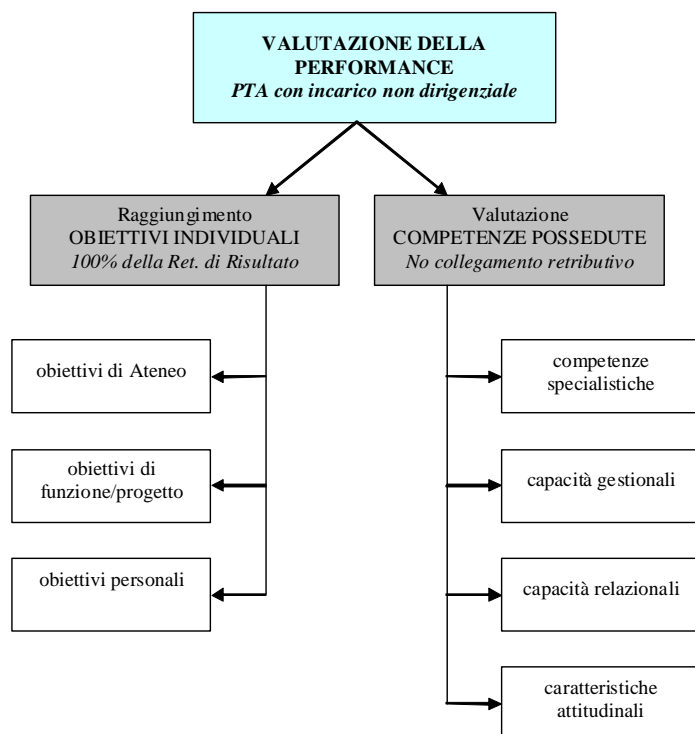 VALUTAZIONE DELLA
PERFORMANCE
PTA con incarico non dirigenziale
Raggiungimento
OBIETTIVI INDIVIDUALI
100% della Ret. di Risultato
Valutazione
COMPETENZE POSSEDUTE
No collegamento retributivo
obiettivi di Ateneo
obiettivi di
funzione/progetto
obiettivi personali
competenze
specialistiche
capacità gestionali
capacità relazionali
caratteristiche
attitudinali